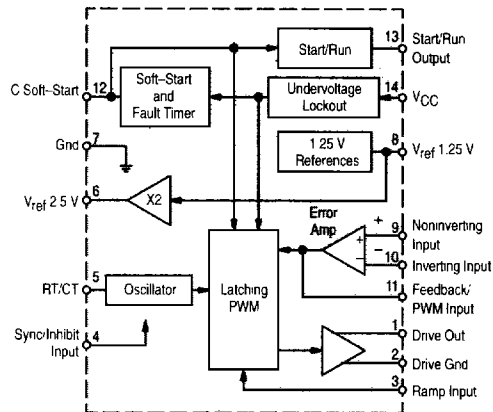 13 Start/Run
Output
Start/Run
C Soft–Start 12
Soft–Start
and
Fault Timer
Undervoltage
Lockout
14 VCC
Gnd 7
1 25 V
References
8 Vref 1.25 V
Vref 2 5 V 6
X2
Error
Amp
+
–
+
–
9 Noninverting
Input
10 Inverting Input
11 Feedback/
PWM Input
RT/CT 5
Oscillator
Latching
PWM
Sync/Inhibit
Input 4
1 Drive Out
2 Drive Gnd
3 Ramp Input